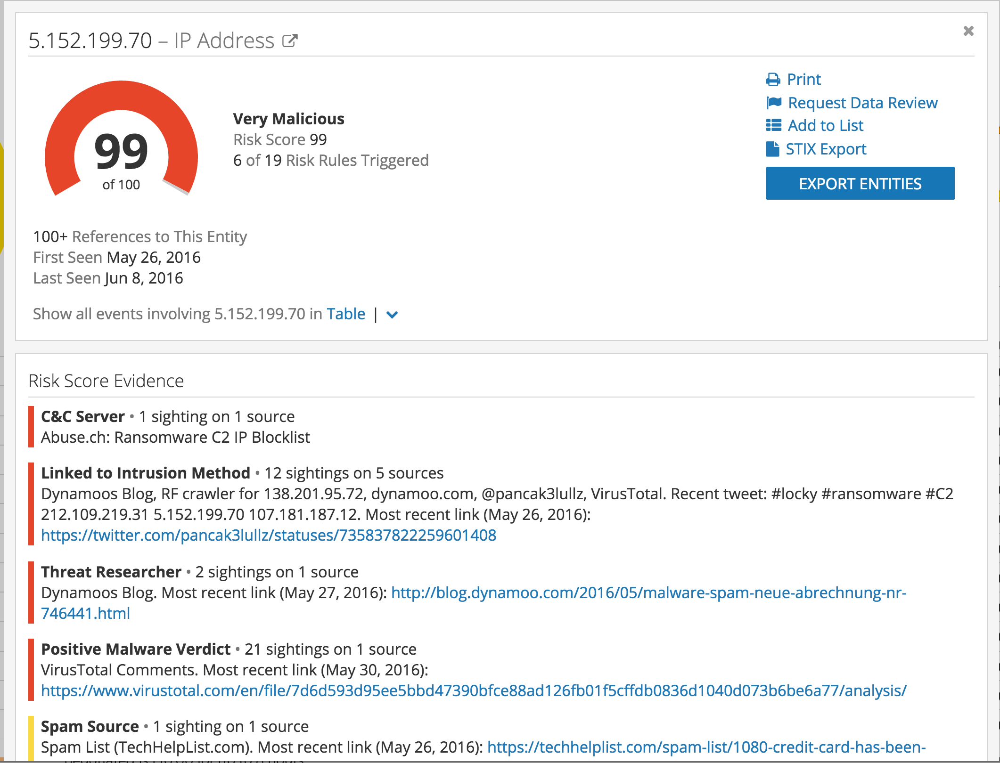 5.152.199.70 – IP Address
99
of 100
Very Malicious
Risk Score 99
6 of 19 Risk Rules Triggered
Print
Request Data Review
Add to List
STIX Export
EXPORT ENTITIES
100+ References to This Entity
First Seen May 26, 2016
Last Seen Jun 8, 2016
Show all events involving 5.152.199.70 in Table |
Risk Score Evidence
C&C Server • 1 sighting on 1 source
Abuse.ch: Ransomware C2 IP Blocklist
Linked to Intrusion Method • 12 sightings on 5 sources
Dynamoos Blog, RF crawler for 138.201.95.72, dynamoo.com, @pancak3lullz, VirusTotal. Recent tweet: #locky #ransomware #C2
212.109.219.31 5.152.199.70 107.181.187.12. Most recent link (May 26, 2016):
https://twitter.com/pancak3lullz/statuses/735837822259601408
Threat Researcher • 2 sightings on 1 source
Dynamoos Blog. Most recent link (May 27, 2016): http://blog.dynamoo.com/2016/05/malware-spam-neue-abrechnung-nr-
746441.html
Positive Malware Verdict • 21 sightings on 1 source
VirusTotal Comments. Most recent link (May 30, 2016):
https://www.virustotal.com/en/file/7d6d593d95ee5bbd47390bfce88ad126fb01f5cffdb0836d1040d073b6be6a77/analysis/
Spam Source • 1 sighting on 1 source
Spam List (TechHelpList.com). Most recent link (May 26, 2016): https://techhelplist.com/spam-list/1080-credit-card-has-been-